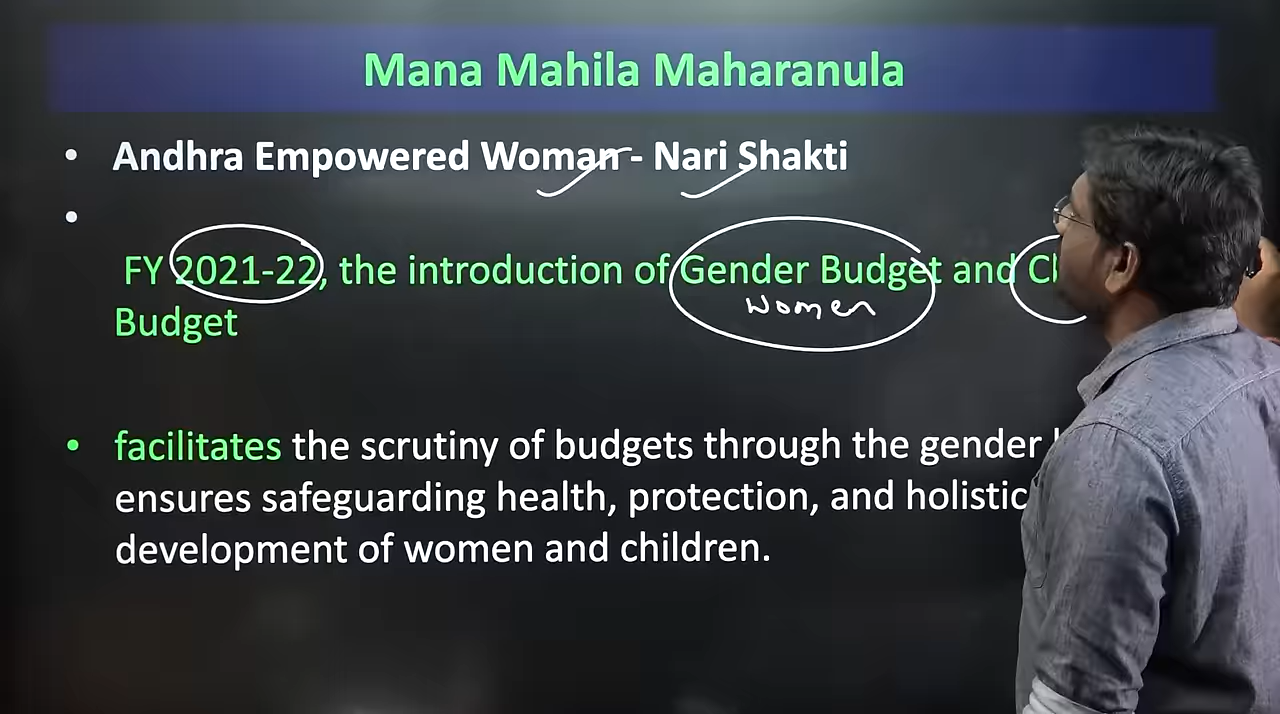 Mana Mahila Maharanula
• Andhra Empowered Woman - Nari Shakti
•
FY 2021-22, the introduction of Gender Budget and
women
Budget
• facilitates the scrutiny of budgets through the gender
ensures safeguarding health, protection, and holistic
development of women and children.